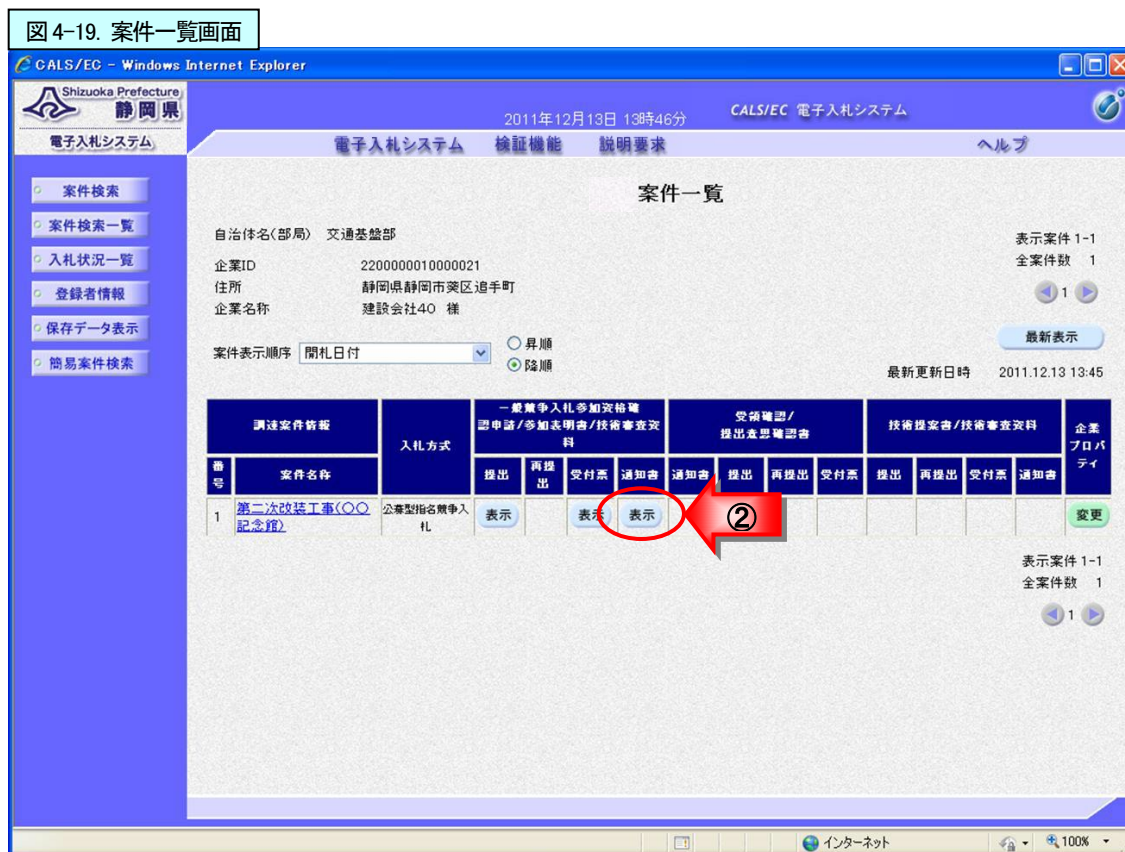 図 4-19. 案件一覧画面
CALS/EC - Windows Internet Explorer
Shizuoka Prefecture
静岡県
電子入札システム
2011年12月13日 13時46分
CALS/EC 電子入札システム
電子入札システム 検証機能 説明要求 ヘルプ
案件検索
案件検索一覧
入札状況一覧
登録者情報
保存データ表示
簡易案件検索
案件一覧
自治体名(部局) 交通基盤部
企業ID 2200000010000021
住所 静岡県静岡市葵区追手町
企業名称 建設会社40 様
表示案件 1-1
全案件数 1
1
案件表示順序 開札日付
昇順
降順
最新表示
最新更新日時 2011.12.13 13:45
調達案件情報
入札方式
一般競争入札参加資格確
認申請/参加表明書/技術審査資
料
受領確認/
提出意思確認書
技術提案書/技術審査資料
企業
プロパ
ティ
番
号
案件名称
提出 再提
出 受付票 通知書 通知書 提出 再提出 受付票 提出 再提出 受付票 通知書
1 第二次改装工事(〇〇
記念館)
公募型指名競争入
札
表示 表示 表示 ② 変更
表示案件 1-1
全案件数 1
1
インターネット 100%